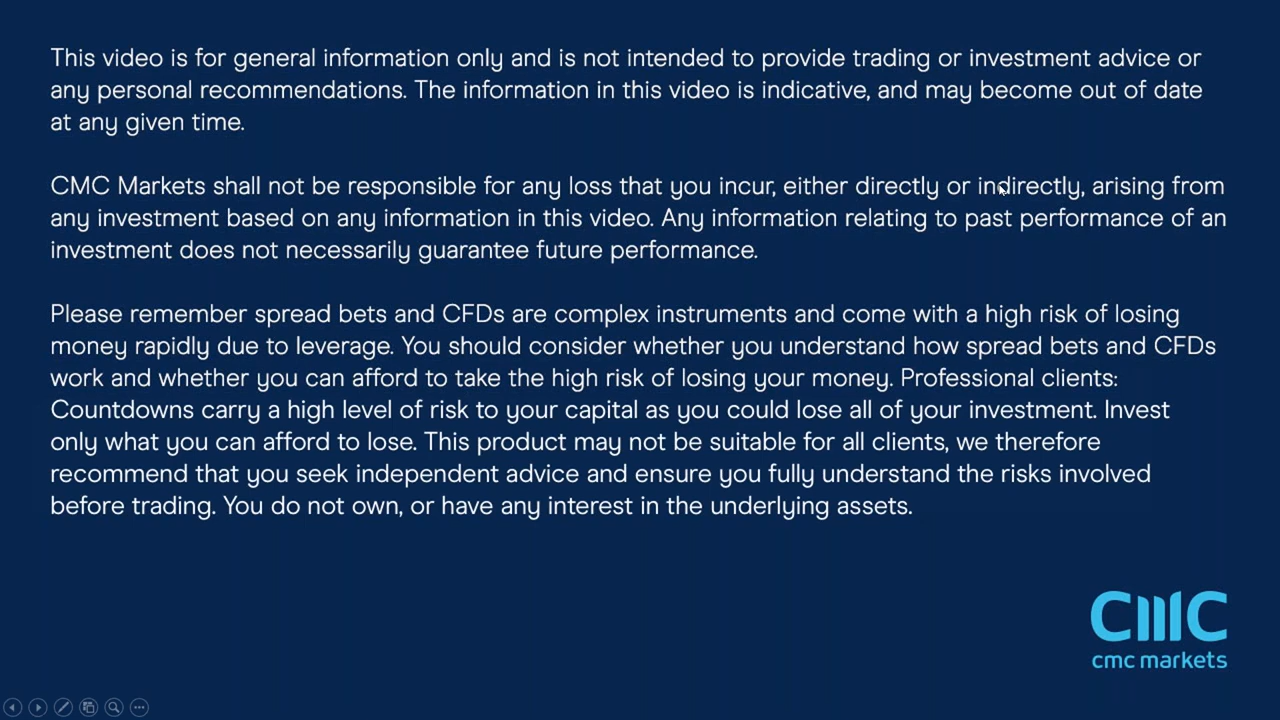 This video is for general information only and is not intended to provide trading or investment advice or
any personal recommendations. The information in this video is indicative, and may become out of date
at any given time.
CMC Markets shall not be responsible for any loss that you incur, either directly or indirectly, arising from
any investment based on any information in this video. Any information relating to past performance of an
investment does not necessarily guarantee future performance.
Please remember spread bets and CFDs are complex instruments and come with a high risk of losing
money rapidly due to leverage. You should consider whether you understand how spread bets and CFDs
work and whether you can afford to take the high risk of losing your money. Professional clients:
Countdowns carry a high level of risk to your capital as you could lose all of your investment. Invest
only what you can afford to lose. This product may not be suitable for all clients, we therefore
recommend that you seek independent advice and ensure you fully understand the risks involved
before trading. You do not own, or have any interest in the underlying assets.
CMC
cmc markets